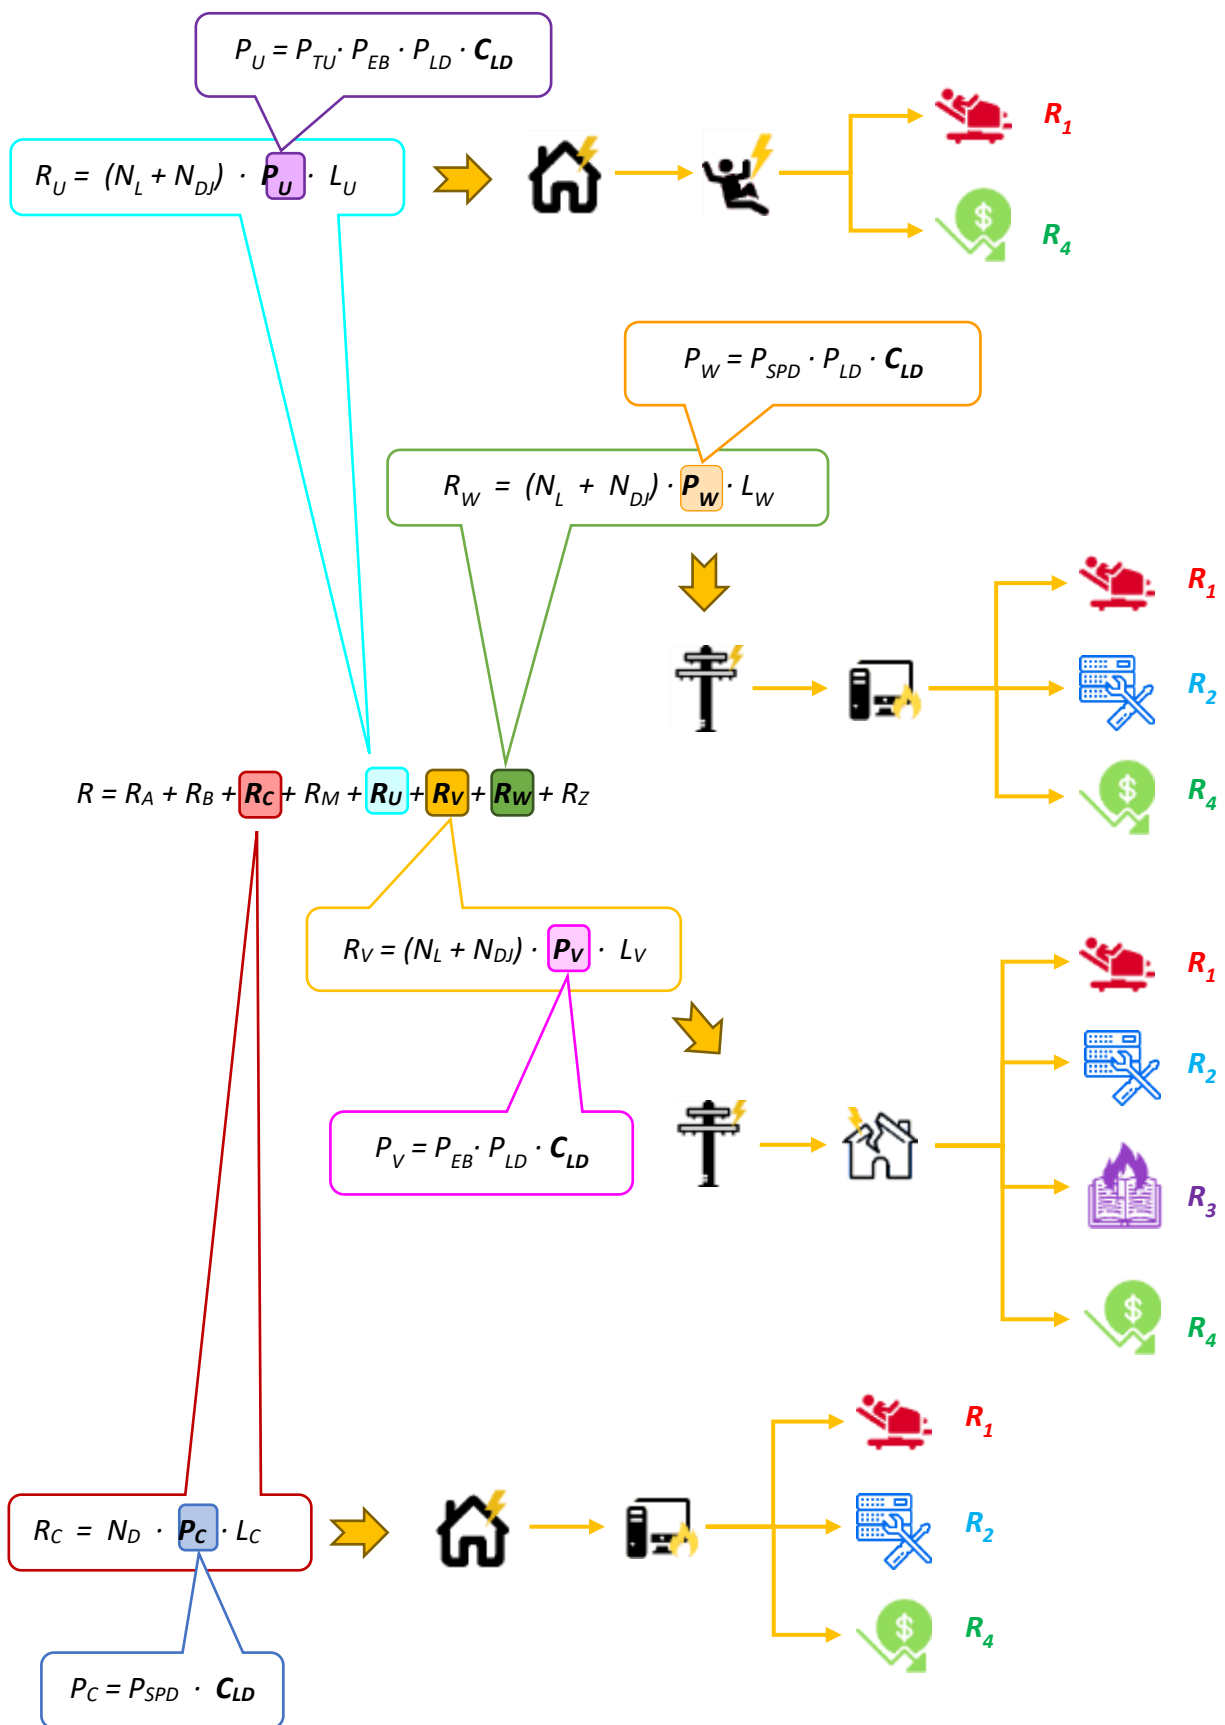 P_U = P_TU · P_EB · P_LD · C_LD
R_1
R_U = (N_L + N_DJ) · P_U · L_U
$
R_4
P_W = P_SPD · P_LD · C_LD
R_W = (N_L + N_DJ) · P_W · L_W
R_1
R_2
$
R_4
R = R_A + R_B + R_C + R_M + R_U + R_V + R_W + R_Z
R_V = (N_L + N_DJ) · P_V · L_V
R_1
R_2
P_V = P_EB · P_LD · C_LD
R_3
$
R_4
R_1
R_C = N_D · P_C · L_C
R_2
$
R_4
P_C = P_SPD · C_LD